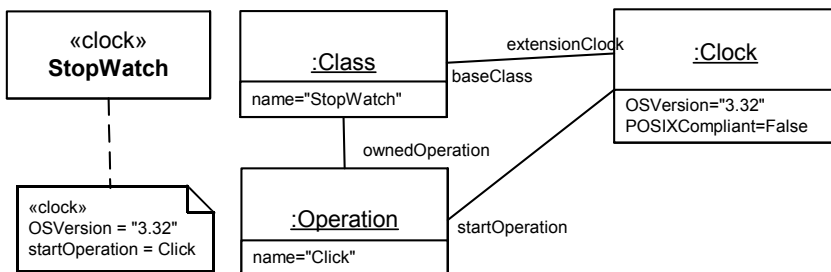 «clock»
StopWatch
«clock»
OSVersion = "3.32"
startOperation = Click
:Class
name="StopWatch"
extensionClock
baseClass
:Clock
OSVersion="3.32"
POSIXCompliant=False
ownedOperation
:Operation
name="Click"
startOperation